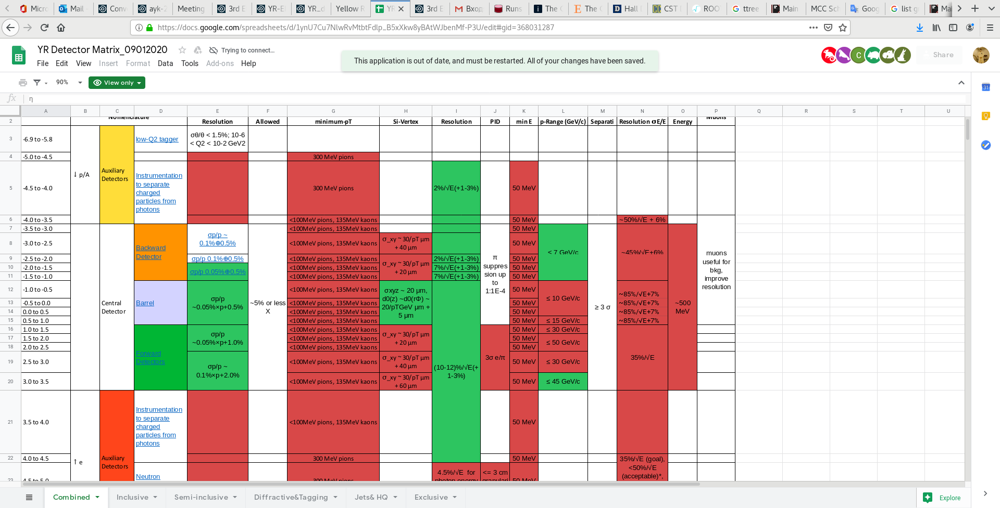 Micro
Mail
Conv
ayk-2
Meeting
3rd E
YR-E
YR_d
Yellow R
YR
3rd E
Вход
Runs
The C
The C
Hall
CST
ROO
ttree
Main
MCC Sc
Goog
list g
Mai
https://docs.google.com/spreadsheets/d/1ynU7Cu7NlwRvMtbtFdlp_B5xXkw8yBAtWJbenMf-P3U/edit#gid=368031287
YR Detector Matrix_09012020
Trying to connect...
File Edit View Insert Format Data Tools Add-ons Help
This application is out of date, and must be restarted. All of your changes have been saved.
C
Share
90%
View only
31
fx
η
A B C D E F G H I J K L M N O P Q R S T U
Nomenclature
Muons
2 Resolution Allowed minimum-pT Si-Vertex Resolution PID min E p-Range (GeV/c) Separati Resolution σE/E Energy
3 -6.9 to -5.8
low-Q2 tagger
σθ/θ < 1.5%; 10-6
< Q2 < 10-2 GeV2
4 -5.0 to -4.5
300 MeV pions
↓ p/A
Auxiliary
Detectors
5 -4.5 to -4.0
Instrumentation
to separate
charged
particles from
photons
300 MeV pions
2%/√E(+1-3%)
50 MeV
6 -4.0 to -3.5
<100MeV pions, 135MeV kaons
50 MeV
~50%/√E + 6%
7 -3.5 to -3.0
<100MeV pions, 135MeV kaons
50 MeV
Central
Detector
Backward
Detector
σp/p ~
0.1%⊕0.5%
~5% or less
X
8 -3.0 to -2.5
<100MeV pions, 135MeV kaons
σ_xy ~ 30/pT μm
+ 40 μm
50 MeV
< 7 GeV/c
~45%/√E+6%
π
suppres
sion up
to
1:1E-4
≥ 3 σ
~500
MeV
muons
useful for
bkg,
improve
resolution
9 -2.5 to -2.0
σp/p 0.1%⊕0.5%
<100MeV pions, 135MeV kaons
σ_xy ~ 30/pT μm
+ 20 μm
2%/√E(+1-3%)
50 MeV
10 -2.0 to -1.5
σp/p 0.05%⊕0.5%
<100MeV pions, 135MeV kaons
7%/√E(+1-3%)
50 MeV
11 -1.5 to -1.0
<100MeV pions, 135MeV kaons
7%/√E(+1-3%)
50 MeV
12 -1.0 to -0.5
Barrel
σp/p
~0.05%×p+0.5%
<100MeV pions, 135MeV kaons
σxyz ~ 20 μm,
d0(z) ~d0(rΦ) ~
20/pTGeV μm +
5 μm
50 MeV
≤ 10 GeV/c
~85%/√E+7%
13 -0.5 to 0.0
<100MeV pions, 135MeV kaons
50 MeV
~85%/√E+7%
14 0.0 to 0.5
<100MeV pions, 135MeV kaons
50 MeV
~85%/√E+7%
15 0.5 to 1.0
<100MeV pions, 135MeV kaons
50 MeV
≤ 15 GeV/c
~85%/√E+7%
16 1.0 to 1.5
Forward
Detectors
σp/p
~0.05%×p+1.0%
<100MeV pions, 135MeV kaons
σ_xy ~ 30/pT μm
+ 20 μm
(10-12)%/√E(+
1-3%)
3σ e/π
50 MeV
≤ 30 GeV/c
35%/√E
17 1.5 to 2.0
<100MeV pions, 135MeV kaons
50 MeV
≤ 50 GeV/c
18 2.0 to 2.5
<100MeV pions, 135MeV kaons
50 MeV
19 2.5 to 3.0
σp/p ~
0.1%×p+2.0%
<100MeV pions, 135MeV kaons
σ_xy ~ 30/pT μm
+ 40 μm
50 MeV
≤ 30 GeV/c
20 3.0 to 3.5
<100MeV pions, 135MeV kaons
σ_xy ~ 30/pT μm
+ 60 μm
50 MeV
≤ 45 GeV/c
21 3.5 to 4.0
Instrumentation
to separate
charged
particles from
photons
<100MeV pions, 135MeV kaons
50 MeV
↑ e
Auxiliary
Detectors
22 4.0 to 4.5
300 MeV pions
50 MeV
35%/√E (goal),
<50%/√E
(acceptable)*,
23 4.5 to 5.0
Neutron
300 MeV pions
4.5%/√E for
photon energy
<= 3 cm
granulari
50 MeV
Combined Inclusive Semi-inclusive Diffractive&Tagging Jets& HQ Exclusive
Explore